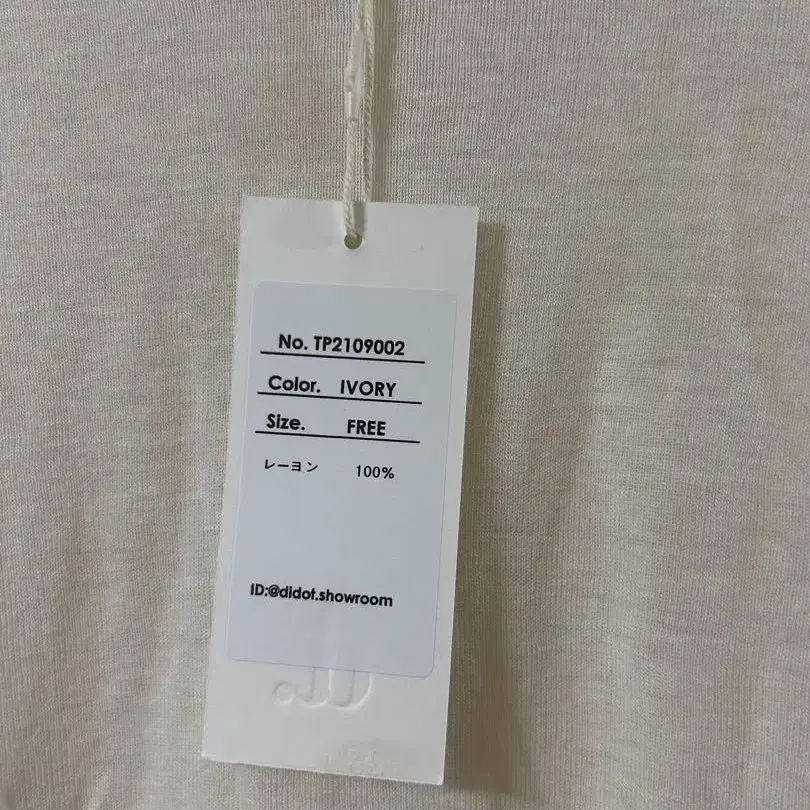 No. TP2109002
Color. IVORY
Size. FREE
レーヨン 100%
ID:@didot.showroom